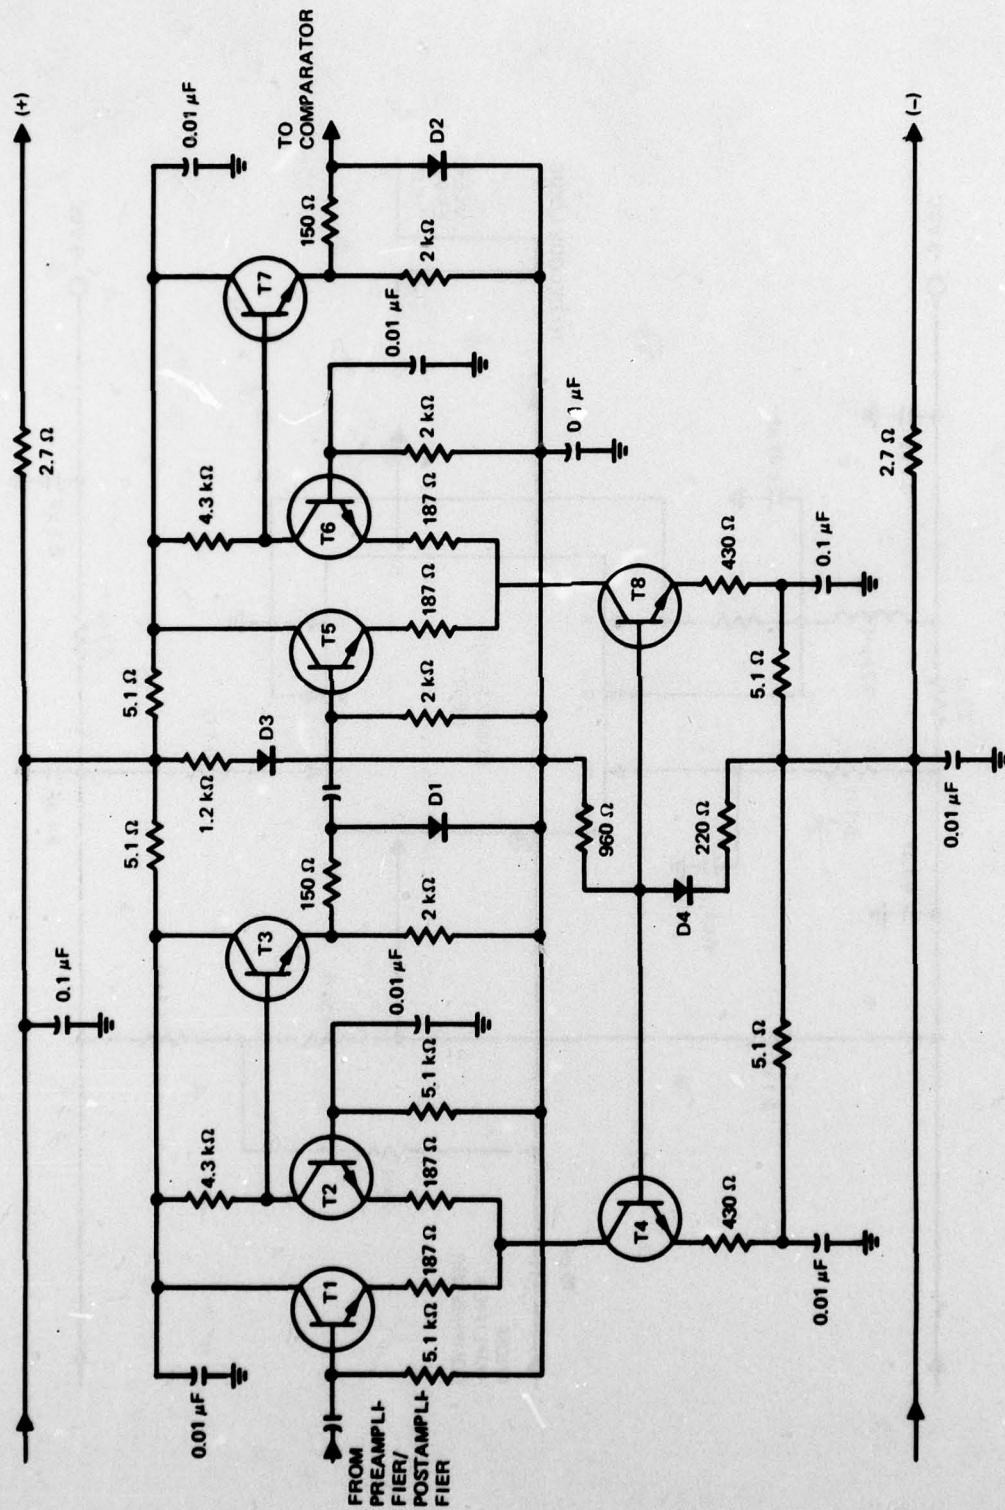 (+)
2.7 Ω
0.1 µF
5.1 Ω
5.1 Ω
0.01 µF
4.3 kΩ
1.2 kΩ
4.3 kΩ
0.01 µF
T3
D3
T7
TO
COMPARATOR
150 Ω
150 Ω
T1
T2
T5
T6
FROM
PREAMPLI-
FIER/
POSTAMPLI-
FIER
0.01 µF
0.01 µF
5.1 kΩ
187 Ω
187 Ω
5.1 kΩ
2 kΩ
D1
2 kΩ
187 Ω
187 Ω
2 kΩ
2 kΩ
D2
0 1 µF
960 Ω
T4
T8
D4
220 Ω
430 Ω
430 Ω
5.1 Ω
5.1 Ω
0.01 µF
0.1 µF
2.7 Ω
(-)
0.01 µF